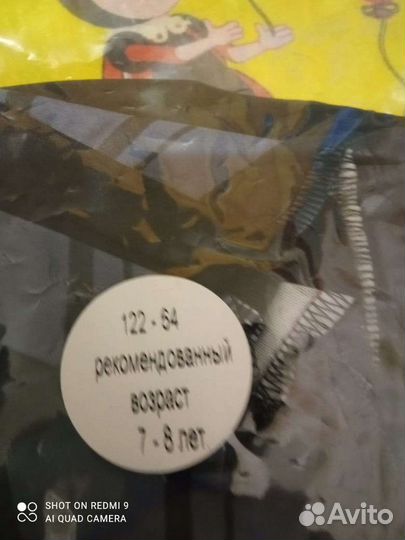 122 - 64
рекомендованный
возраст
7 - 8 лет
SHOT ON REDMI 9
AI QUAD CAMERA
Avito